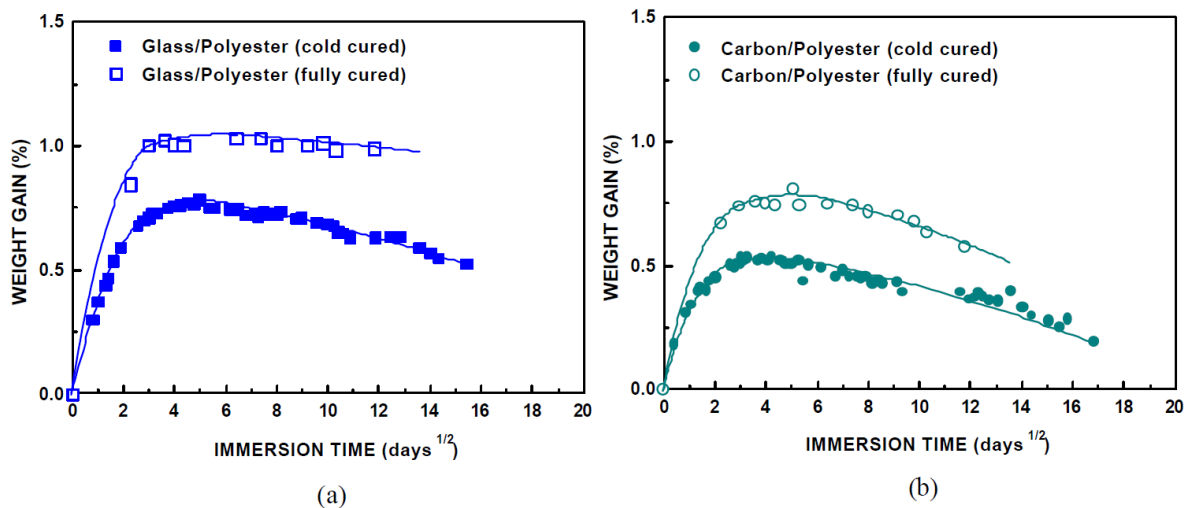 1.5
Glass/Polyester (cold cured)
Glass/Polyester (fully cured)
1.0
0.5
0.0
WEIGHT GAIN (%)
0 2 4 6 8 10 12 14 16 18 20
IMMERSION TIME (days 1/2)
(a)
1.5
Carbon/Polyester (cold cured)
Carbon/Polyester (fully cured)
1.0
0.5
0.0
WEIGHT GAIN (%)
0 2 4 6 8 10 12 14 16 18 20
IMMERSION TIME (days 1/2)
(b)